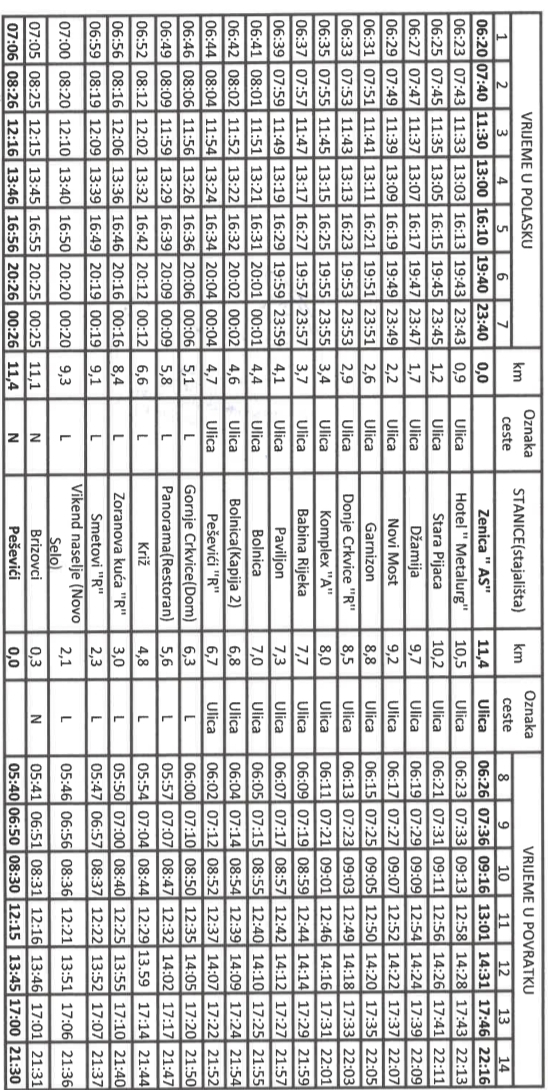 VRIJEME U POLASKU km Oznaka ceste STANICE(stajališta) km Oznaka ceste VRIJEME U POVRATKU
1 2 3 4 5 6 7 8 9 10 11 12 13 14
06:20 07:40 11:30 13:00 16:10 19:40 23:40 0,0 Zenica " AS" 11,4 Ulica 06:26 07:36 09:16 13:01 14:31 17:46 22:16
06:23 07:43 11:33 13:03 16:13 19:43 23:43 0,9 Ulica Hotel " Metalurg" 10,5 Ulica 06:23 07:33 09:13 12:58 14:28 17:43 22:13
06:25 07:45 11:35 13:05 16:15 19:45 23:45 1,2 Ulica Stara Pijaca 10,2 Ulica 06:21 07:31 09:11 12:56 14:26 17:41 22:11
06:27 07:47 11:37 13:07 16:17 19:47 23:47 1,7 Ulica Džamija 9,7 Ulica 06:19 07:29 09:09 12:54 14:24 17:39 22:09
06:29 07:49 11:39 13:09 16:19 19:49 23:49 2,2 Ulica Novi Most 9,2 Ulica 06:17 07:27 09:07 12:52 14:22 17:37 22:07
06:31 07:51 11:41 13:11 16:21 19:51 23:51 2,6 Ulica Garnizon 8,8 Ulica 06:15 07:25 09:05 12:50 14:20 17:35 22:05
06:33 07:53 11:43 13:13 16:23 19:53 23:53 2,9 Ulica Donje Crkvice "R" 8,5 Ulica 06:13 07:23 09:03 12:49 14:18 17:33 22:03
06:35 07:55 11:45 13:15 16:25 19:55 23:55 3,4 Ulica Komplex "A" 8,0 Ulica 06:11 07:21 09:01 12:46 14:16 17:31 22:01
06:37 07:57 11:47 13:17 16:27 19:57 23:57 3,7 Ulica Babina Rijeka 7,7 Ulica 06:09 07:19 08:59 12:44 14:14 17:29 21:59
06:39 07:59 11:49 13:19 16:29 19:59 23:59 4,1 Ulica Paviljon 7,3 Ulica 06:07 07:17 08:57 12:42 14:12 17:27 21:57
06:41 08:01 11:51 13:21 16:31 20:01 00:01 4,4 Ulica Bolnica 7,0 Ulica 06:05 07:15 08:55 12:40 14:10 17:25 21:55
06:42 08:02 11:52 13:22 16:32 20:02 00:02 4,6 Ulica Bolnica(Kapija 2) 6,8 Ulica 06:04 07:14 08:54 12:39 14:09 17:24 21:54
06:44 08:04 11:54 13:24 16:34 20:04 00:04 4,7 Ulica Peševići "R" 6,7 Ulica 06:02 07:12 08:52 12:37 14:07 17:22 21:52
06:46 08:06 11:56 13:26 16:36 20:06 00:06 5,1 L Gornje Crkvice(Dom) 6,3 L 06:00 07:10 08:50 12:35 14:05 17:20 21:50
06:49 08:09 11:59 13:29 16:39 20:09 00:09 5,8 L Panorama(Restoran) 5,6 L 05:57 07:07 08:47 12:32 14:02 17:17 21:47
06:52 08:12 12:02 13:32 16:42 20:12 00:12 6,6 L Križ 4,8 L 05:54 07:04 08:44 12:29 13:59 17:14 21:44
06:56 08:16 12:06 13:36 16:46 20:16 00:16 8,4 L Zoranova kuča "R" 3,0 L 05:50 07:00 08:40 12:25 13:55 17:10 21:40
06:59 08:19 12:09 13:39 16:49 20:19 00:19 9,1 L Smetovi "R" 2,3 L 05:47 06:57 08:37 12:22 13:52 17:07 21:37
07:00 08:20 12:10 13:40 16:50 20:20 00:20 9,3 L Vikend naselje (Novo Selo) 2,1 L 05:46 06:56 08:36 12:21 13:51 17:06 21:36
07:05 08:25 12:15 13:45 16:55 20:25 00:25 11,1 N Brizovci 0,3 N 05:41 06:51 08:31 12:16 13:46 17:01 21:31
07:06 08:26 12:16 13:46 16:56 20:26 00:26 11,4 N Peševići 0,0 05:40 06:50 08:30 12:15 13:45 17:00 21:30